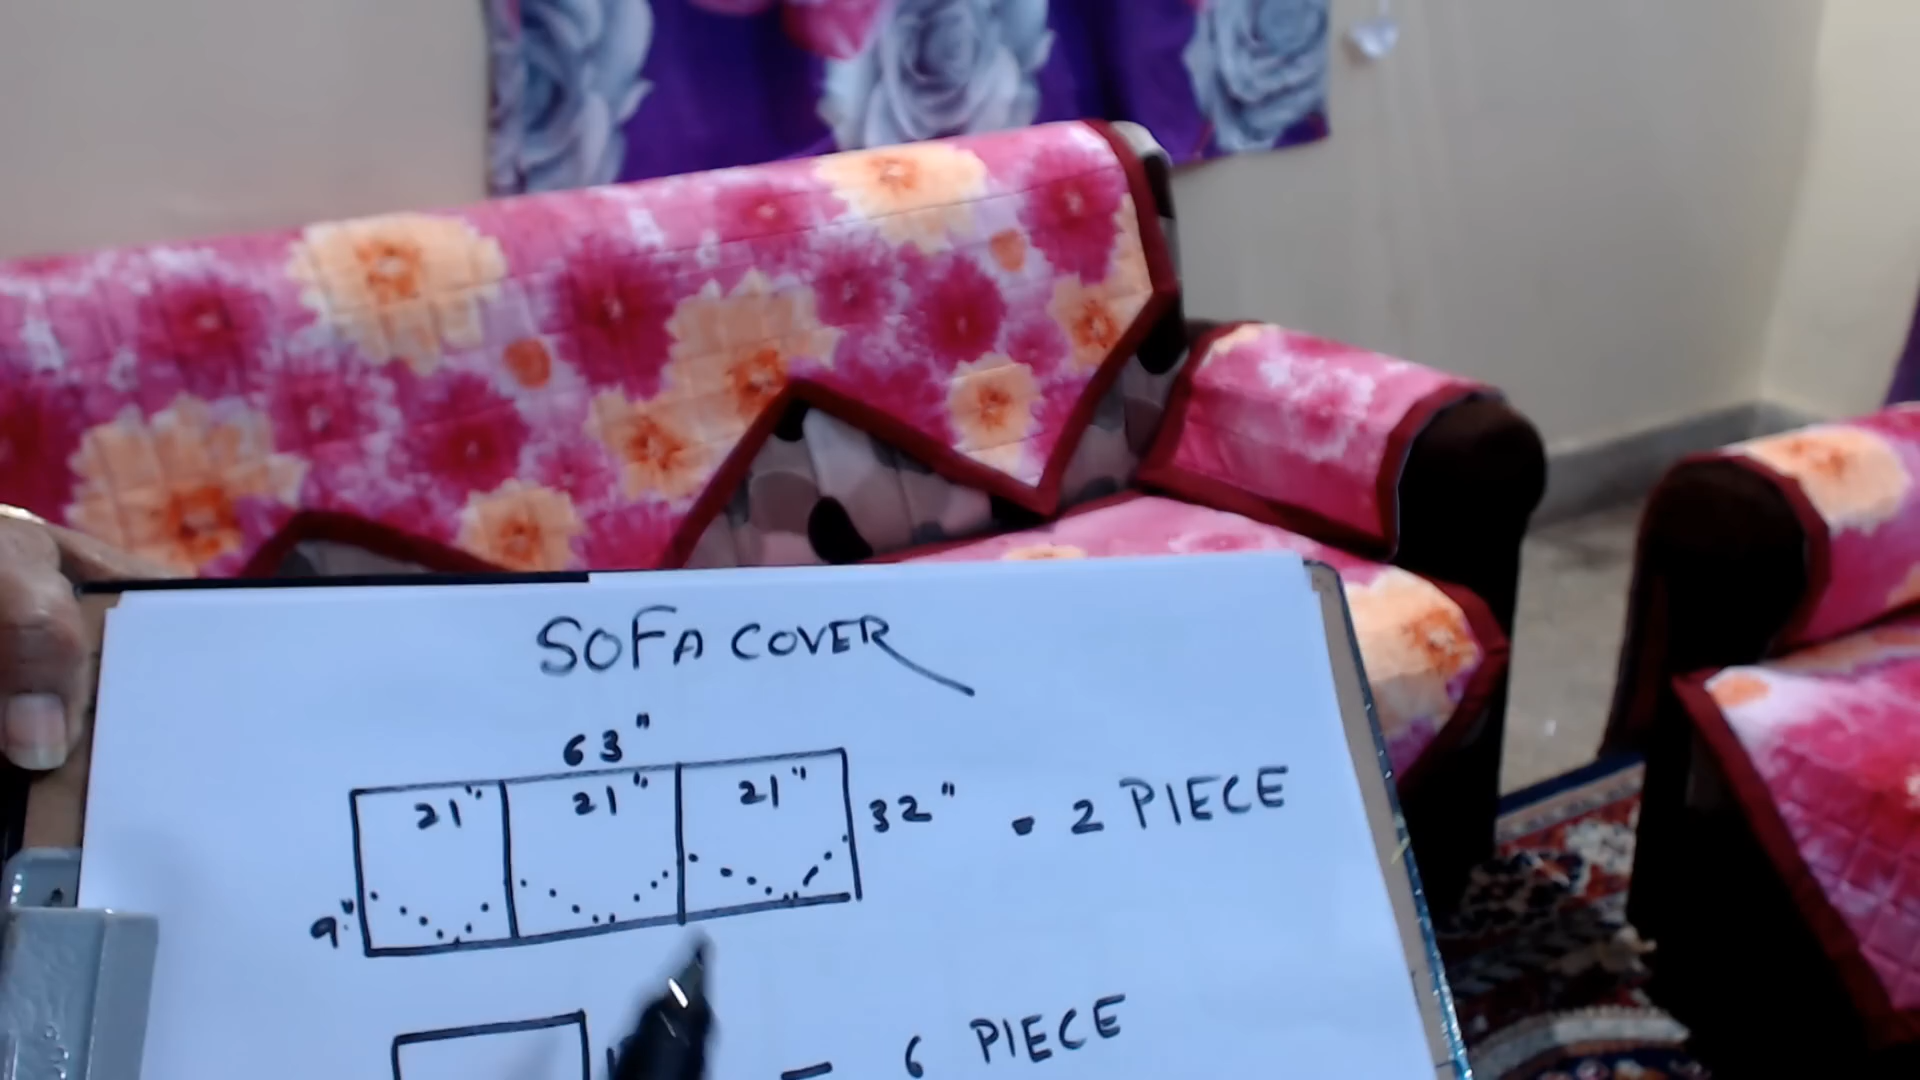 SOFA COVER
63"
21" 21" 21"
32" - 2 PIECE
9"
- 6 PIECE